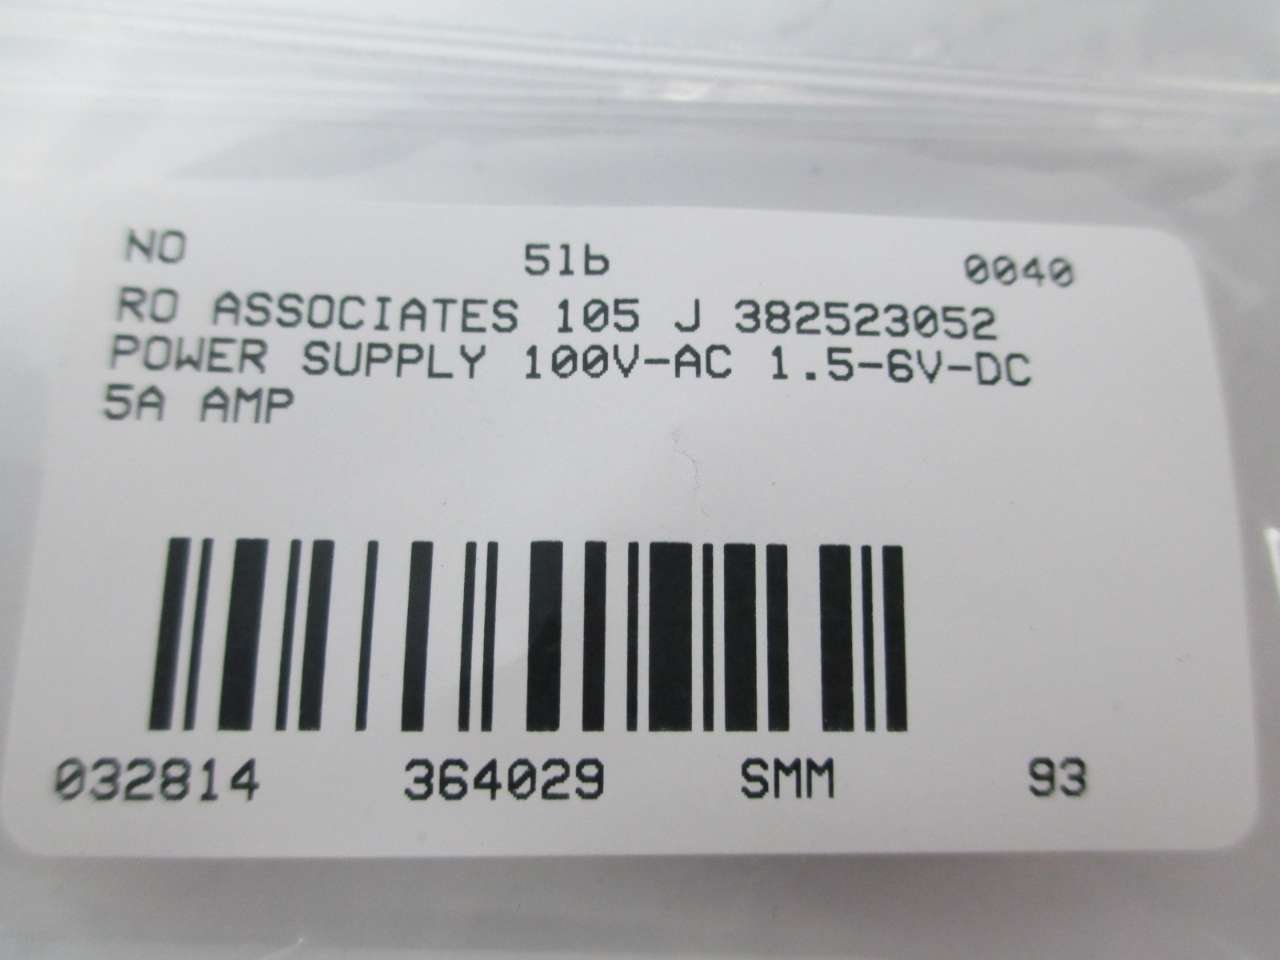 NO 5lb 0040
RO ASSOCIATES 105 J 382523052
POWER SUPPLY 100V-AC 1.5-6V-DC
5A AMP
032814 364029 SMM 93